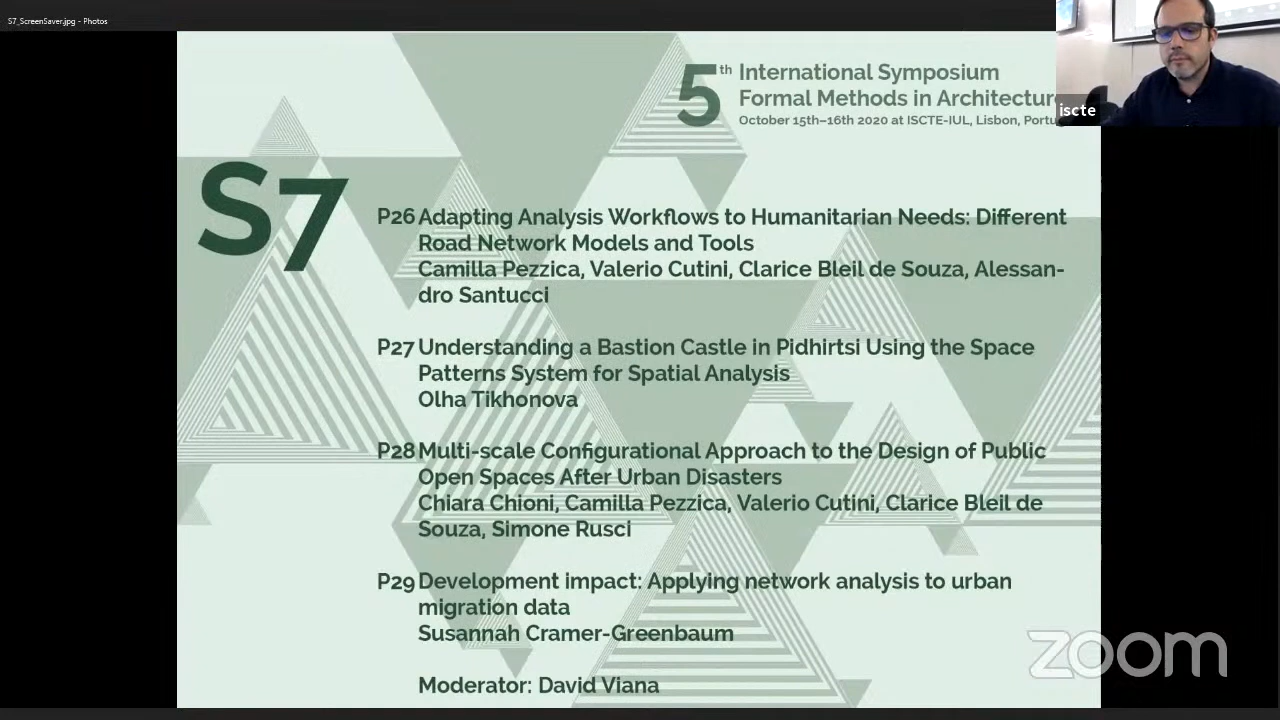 S7_ScreenSaver.jpg - Photos
5th International Symposium
Formal Methods in Architectur
October 15th–16th 2020 at ISCTE-IUL, Lisbon, Portu
iscte
S7
P26 Adapting Analysis Workflows to Humanitarian Needs: Different
Road Network Models and Tools
Camilla Pezzica, Valerio Cutini, Clarice Bleil de Souza, Alessan-
dro Santucci
P27 Understanding a Bastion Castle in Pidhirtsi Using the Space
Patterns System for Spatial Analysis
Olha Tikhonova
P28 Multi-scale Configurational Approach to the Design of Public
Open Spaces After Urban Disasters
Chiara Chioni, Camilla Pezzica, Valerio Cutini, Clarice Bleil de
Souza, Simone Rusci
P29 Development impact: Applying network analysis to urban
migration data
Susannah Cramer-Greenbaum
Moderator: David Viana
zoom